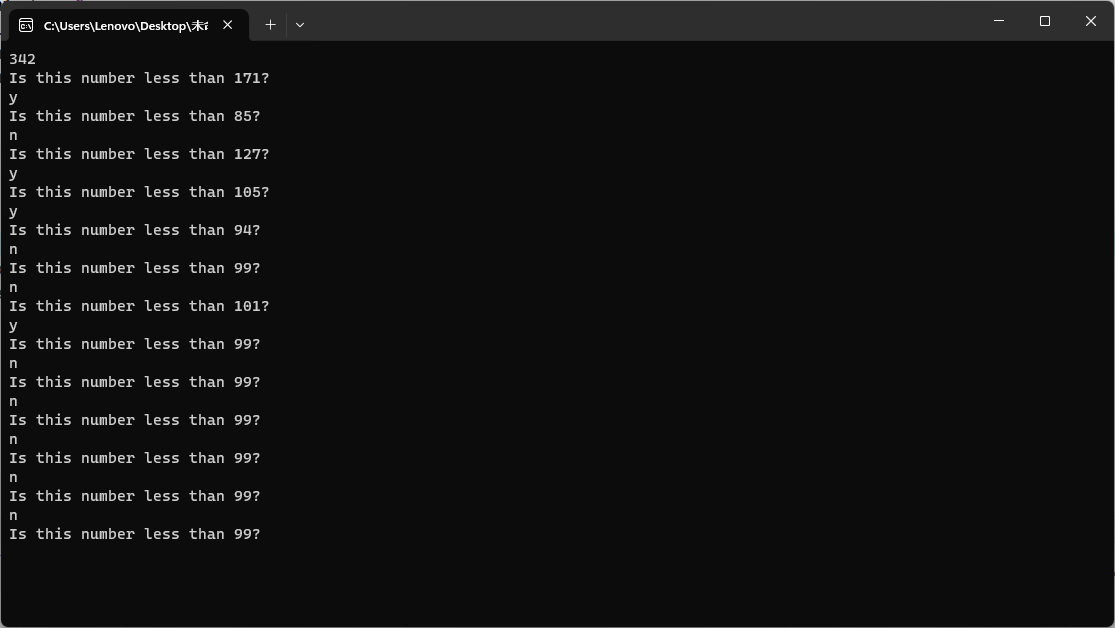 C:\Users\Lenovo\Desktop\未
342
Is this number less than 171?
y
Is this number less than 85?
n
Is this number less than 127?
y
Is this number less than 105?
y
Is this number less than 94?
n
Is this number less than 99?
n
Is this number less than 101?
y
Is this number less than 99?
n
Is this number less than 99?
n
Is this number less than 99?
n
Is this number less than 99?
n
Is this number less than 99?
n
Is this number less than 99?